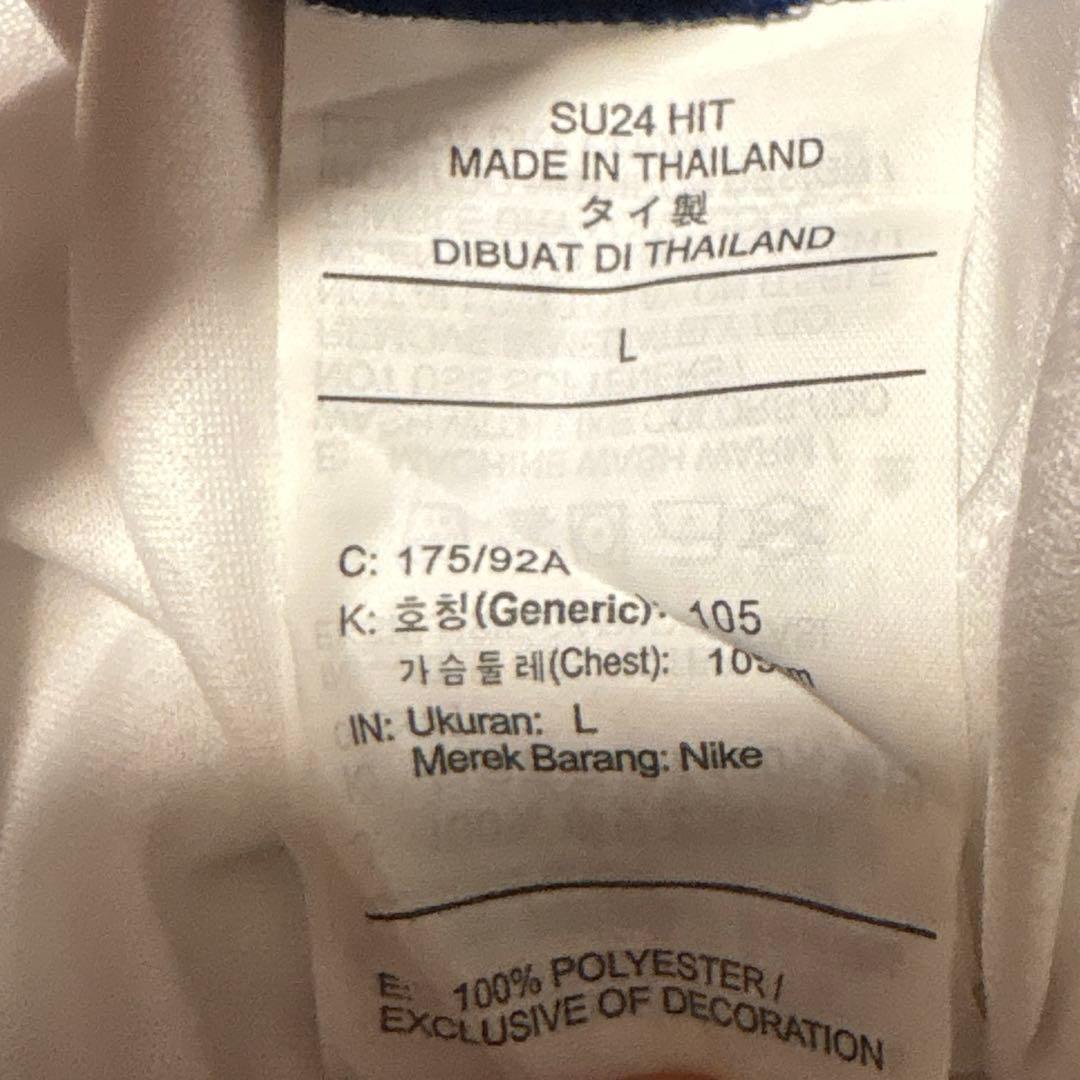 SU24 HIT
MADE IN THAILAND
タイ製
DIBUAT DI THAILAND
L
C: 175/92A
K: 호칭(Generic): 105
가슴둘레(Chest):
IN: Ukuran: L
Merek Barang: Nike
E: 100% POLYESTER /
EXCLUSIVE OF DECORATION